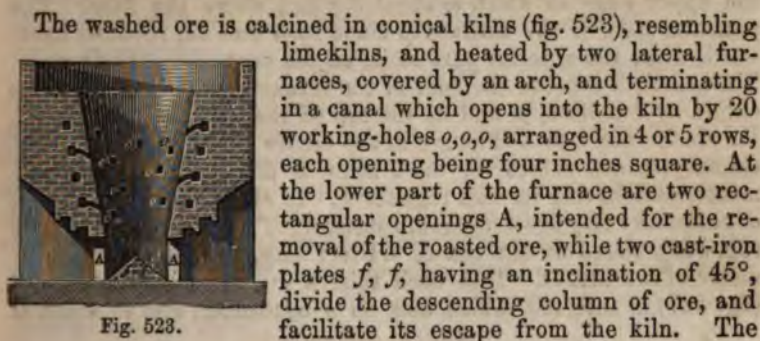 The washed ore is calcined in conical kilns (fig. 523), resembling
limekilns, and heated by two lateral fur-
naces, covered by an arch, and terminating
in a canal which opens into the kiln by 20
working-holes o,o,o, arranged in 4 or 5 rows,
each opening being four inches square. At
the lower part of the furnace are two rec-
tangular openings A, intended for the re-
moval of the roasted ore, while two cast-iron
plates f, f, having an inclination of 45°,
divide the descending column of ore, and
facilitate its escape from the kiln. The
A
A
Fig. 523.